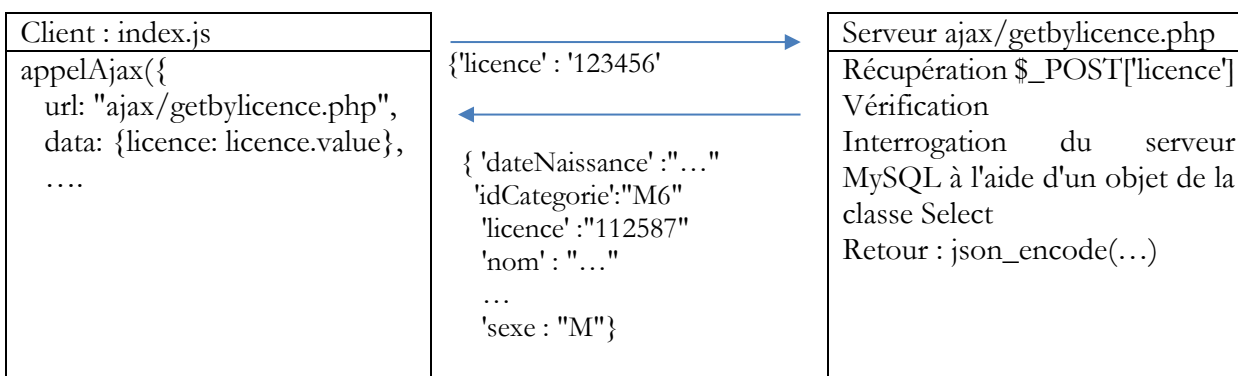 Client : index.js
appelAjax({
url: "ajax/getbylicence.php",
data: {licence: licence.value},
….
{'licence' : '123456'
{ 'dateNaissance' :"…"
'idCategorie':"M6"
'licence' :"112587"
'nom' : "…"
…
'sexe : "M"}
Serveur ajax/getbylicence.php
Récupération $_POST['licence']
Vérification
Interrogation du serveur
MySQL à l'aide d'un objet de la
classe Select
Retour : json_encode(…)